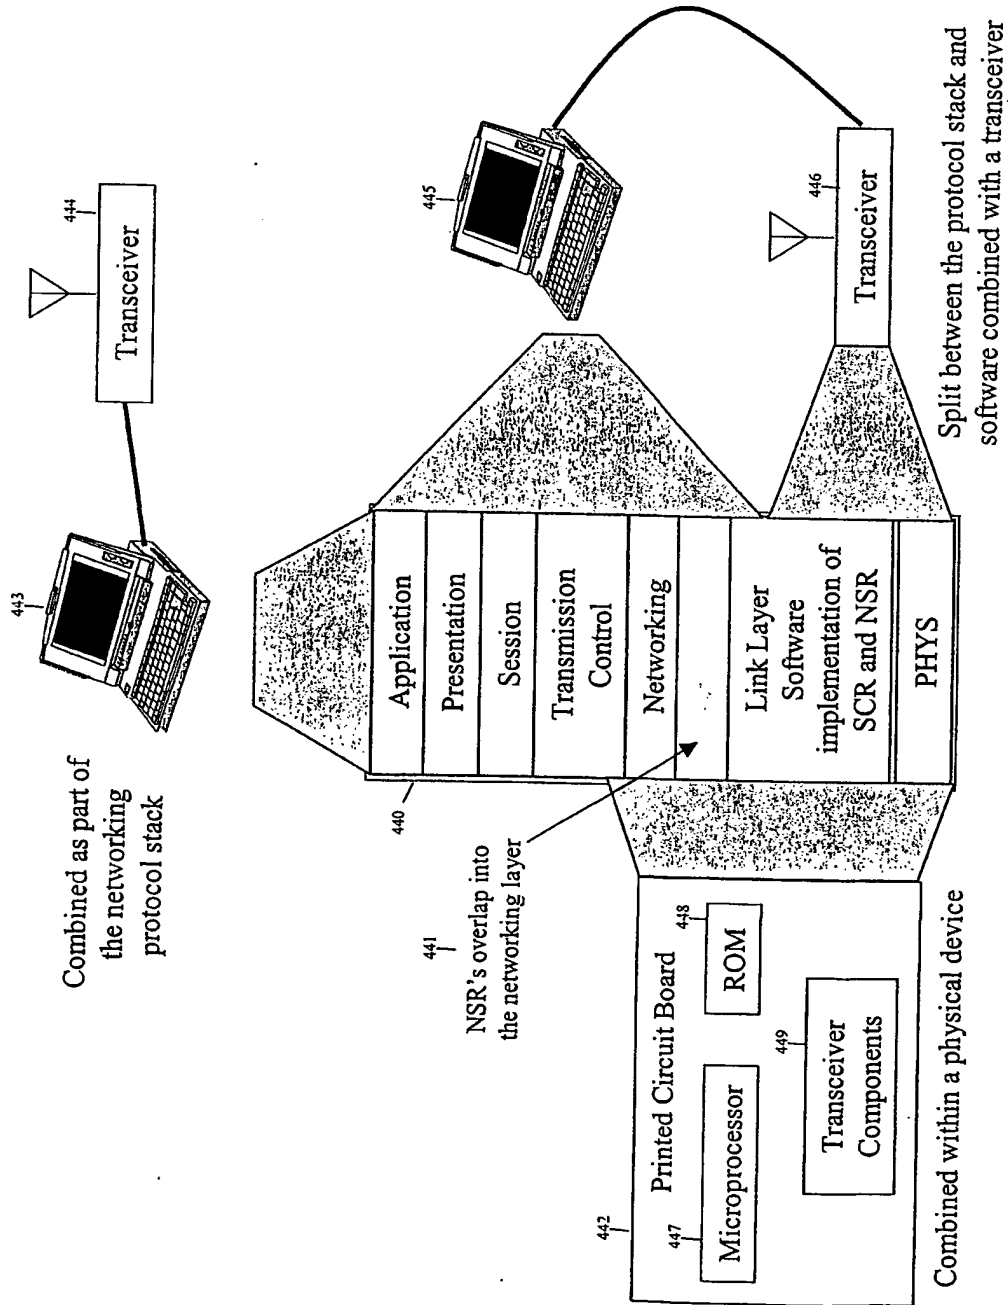 Combined as part of
the networking
protocol stack
443
444
Transceiver
440
Application
Presentation
Session
Transmission
Control
Networking
Link Layer
Software
implementation of
SCR and NSR
PHYS
445
446
Transceiver
Split between the protocol stack and
software combined with a transceiver
441
NSR's overlap into
the networking layer
442
Printed Circuit Board
447
Microprocessor
448
ROM
449
Transceiver
Components
Combined within a physical device